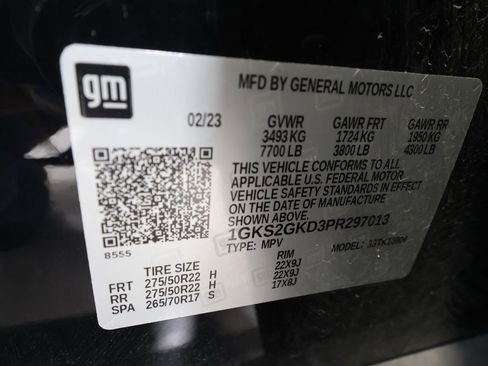 gm
MFD BY GENERAL MOTORS LLC
02/23 GVWR GAWR FRT GAWR RR
3493 KG 1724 KG 1950 KG
7700 LB 3800 LB 4300 LB
THIS VEHICLE CONFORMS TO ALL
APPLICABLE U.S. FEDERAL MOTOR
VEHICLE SAFETY STANDARDS IN EFFECT
ON THE DATE OF MANUFACTURE
SHOWN ABOVE.
1GKS2GKD3PR297013
TYPE: MPV MODEL:
8555
TIRE SIZE RIM
FRT 275/50R22 H 22X9J
RR 275/50R22 H 22X9J
SPA 265/70R17 S 17X8J